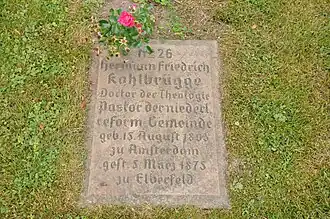 Nr 26
Hermann Friedrich
Kohlbrügge
Doctor der Theologie
Pastor der niederl.
reform. Gemeinde
geb. 15. August 1803
zu Amsterdam
gest. 5. März 1875
zu Elberfeld